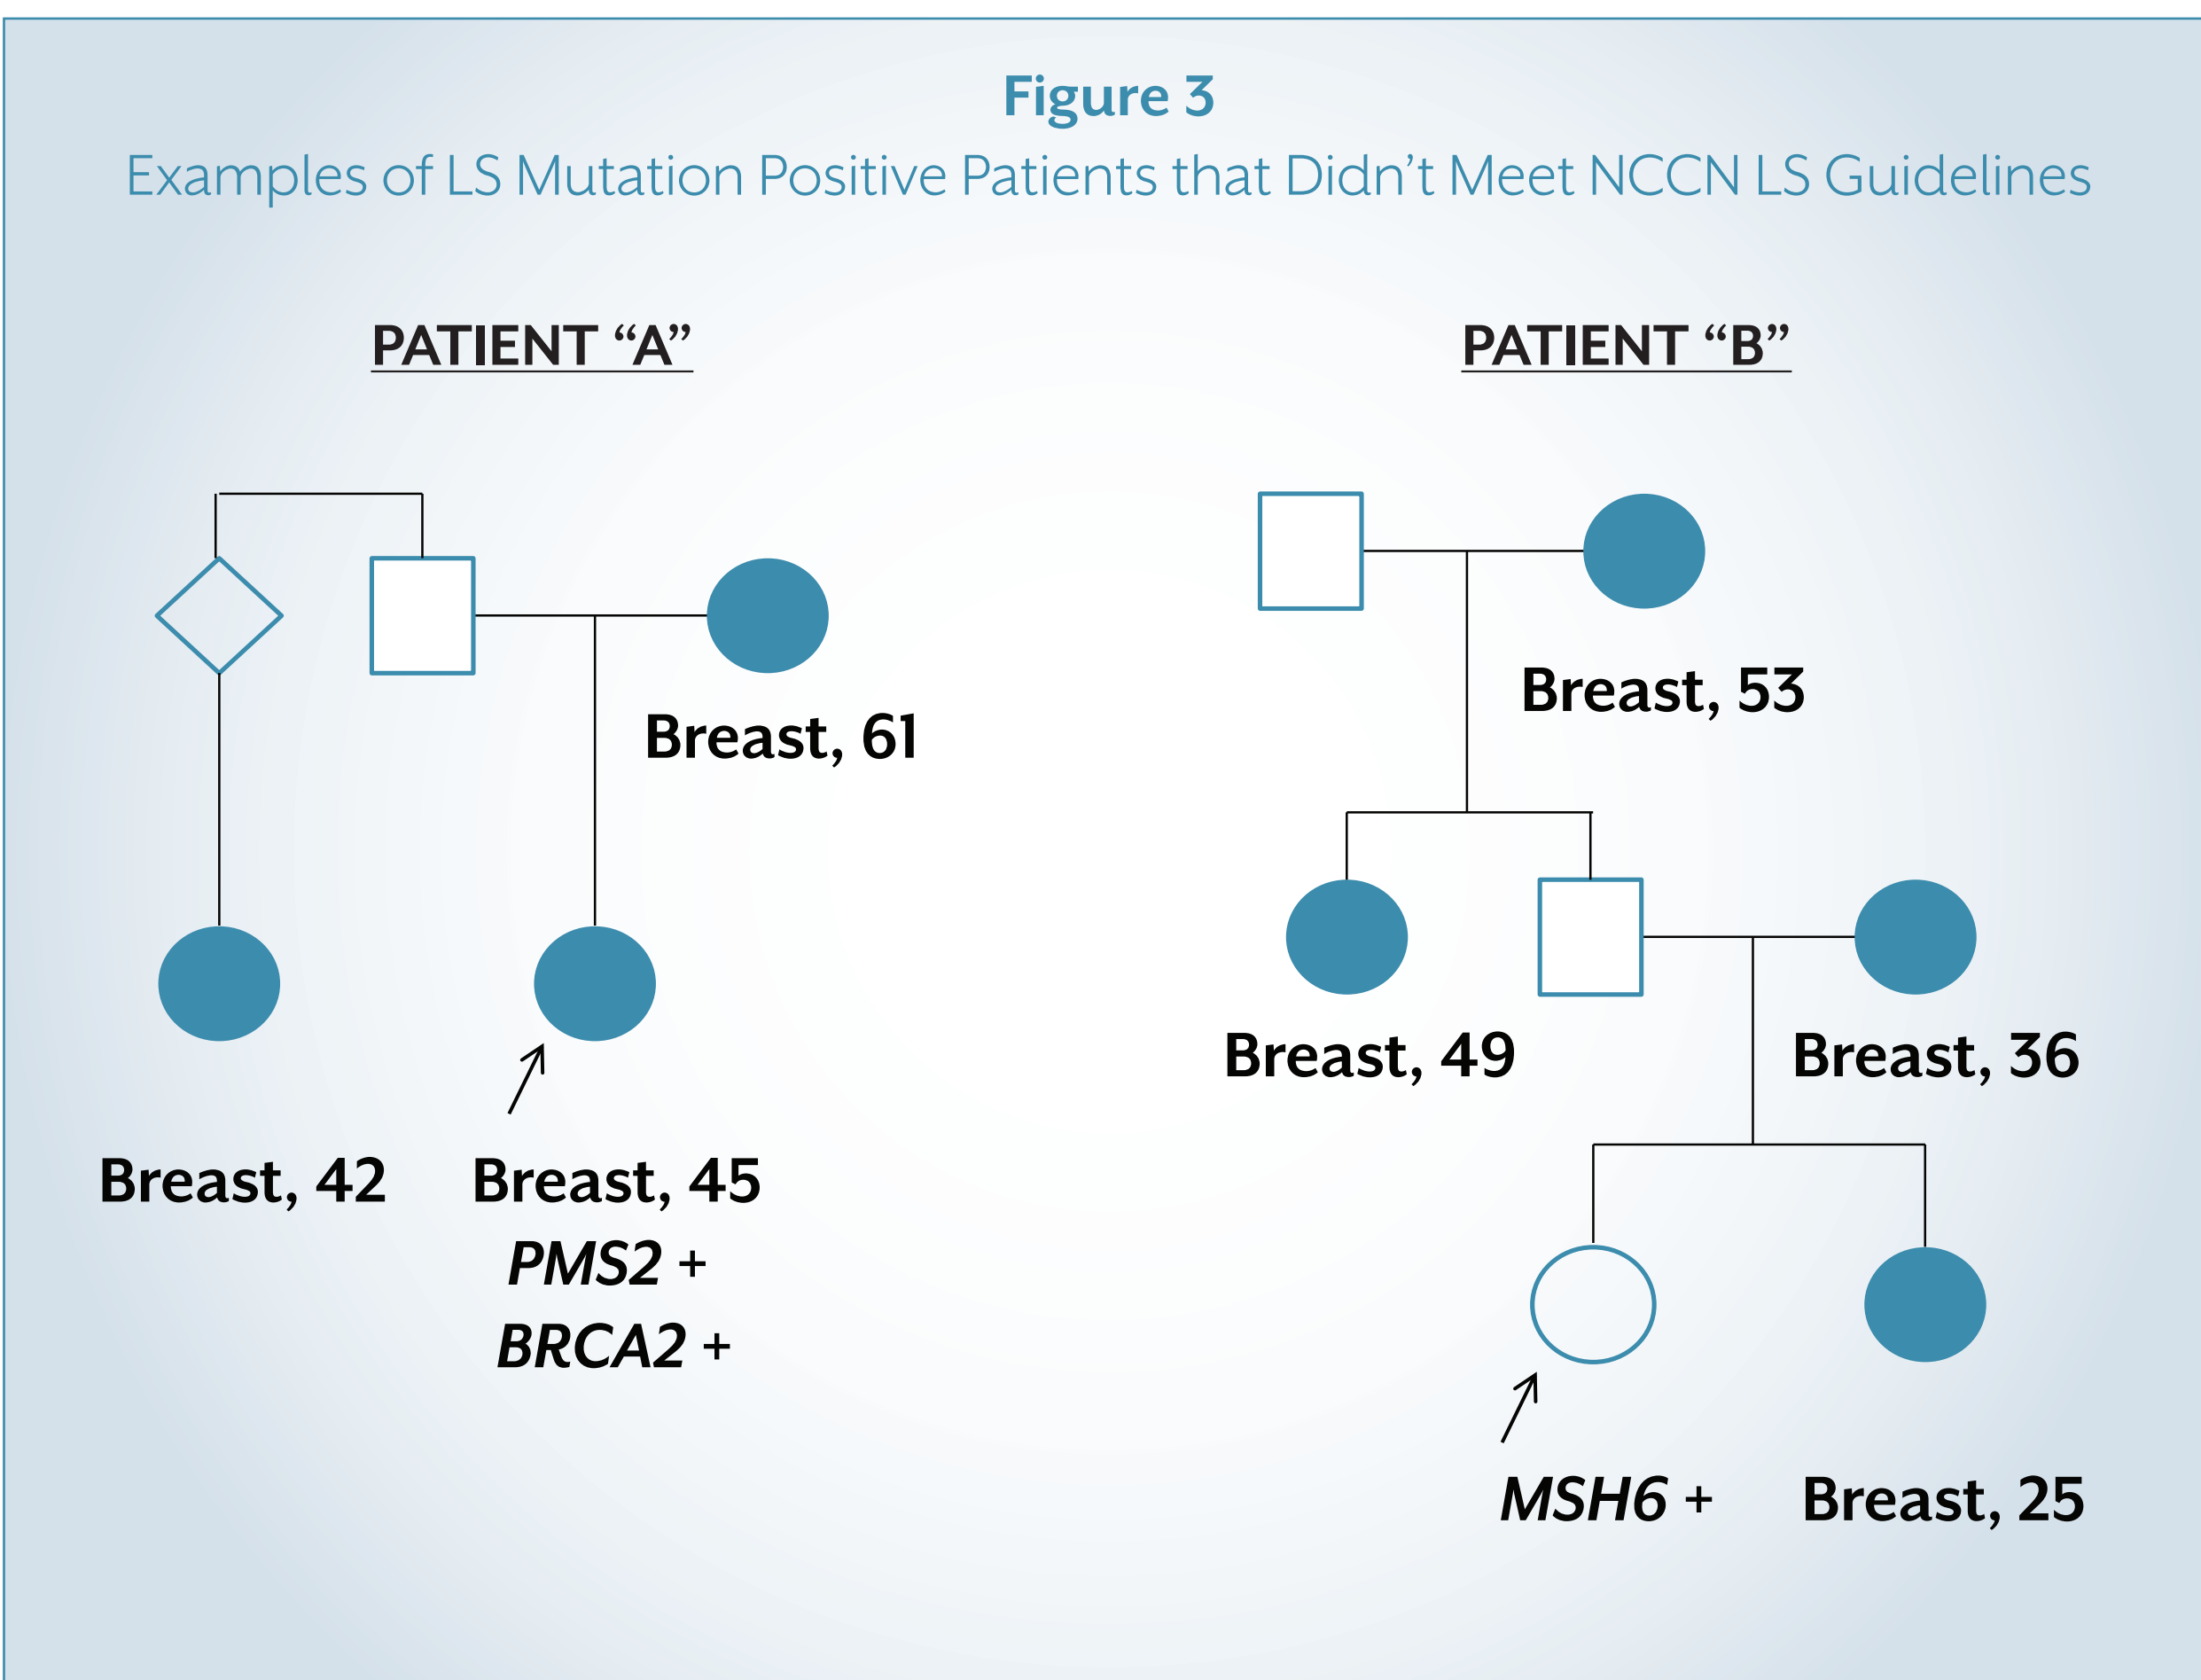 Figure 3
Examples of LS Mutation Positive Patients that Didn’t Meet NCCN LS Guidelines
PATIENT “A”
Breast, 61
Breast, 42
Breast, 45
PMS2 +
BRCA2 +
PATIENT “B”
Breast, 53
Breast, 49
Breast, 36
MSH6 +
Breast, 25